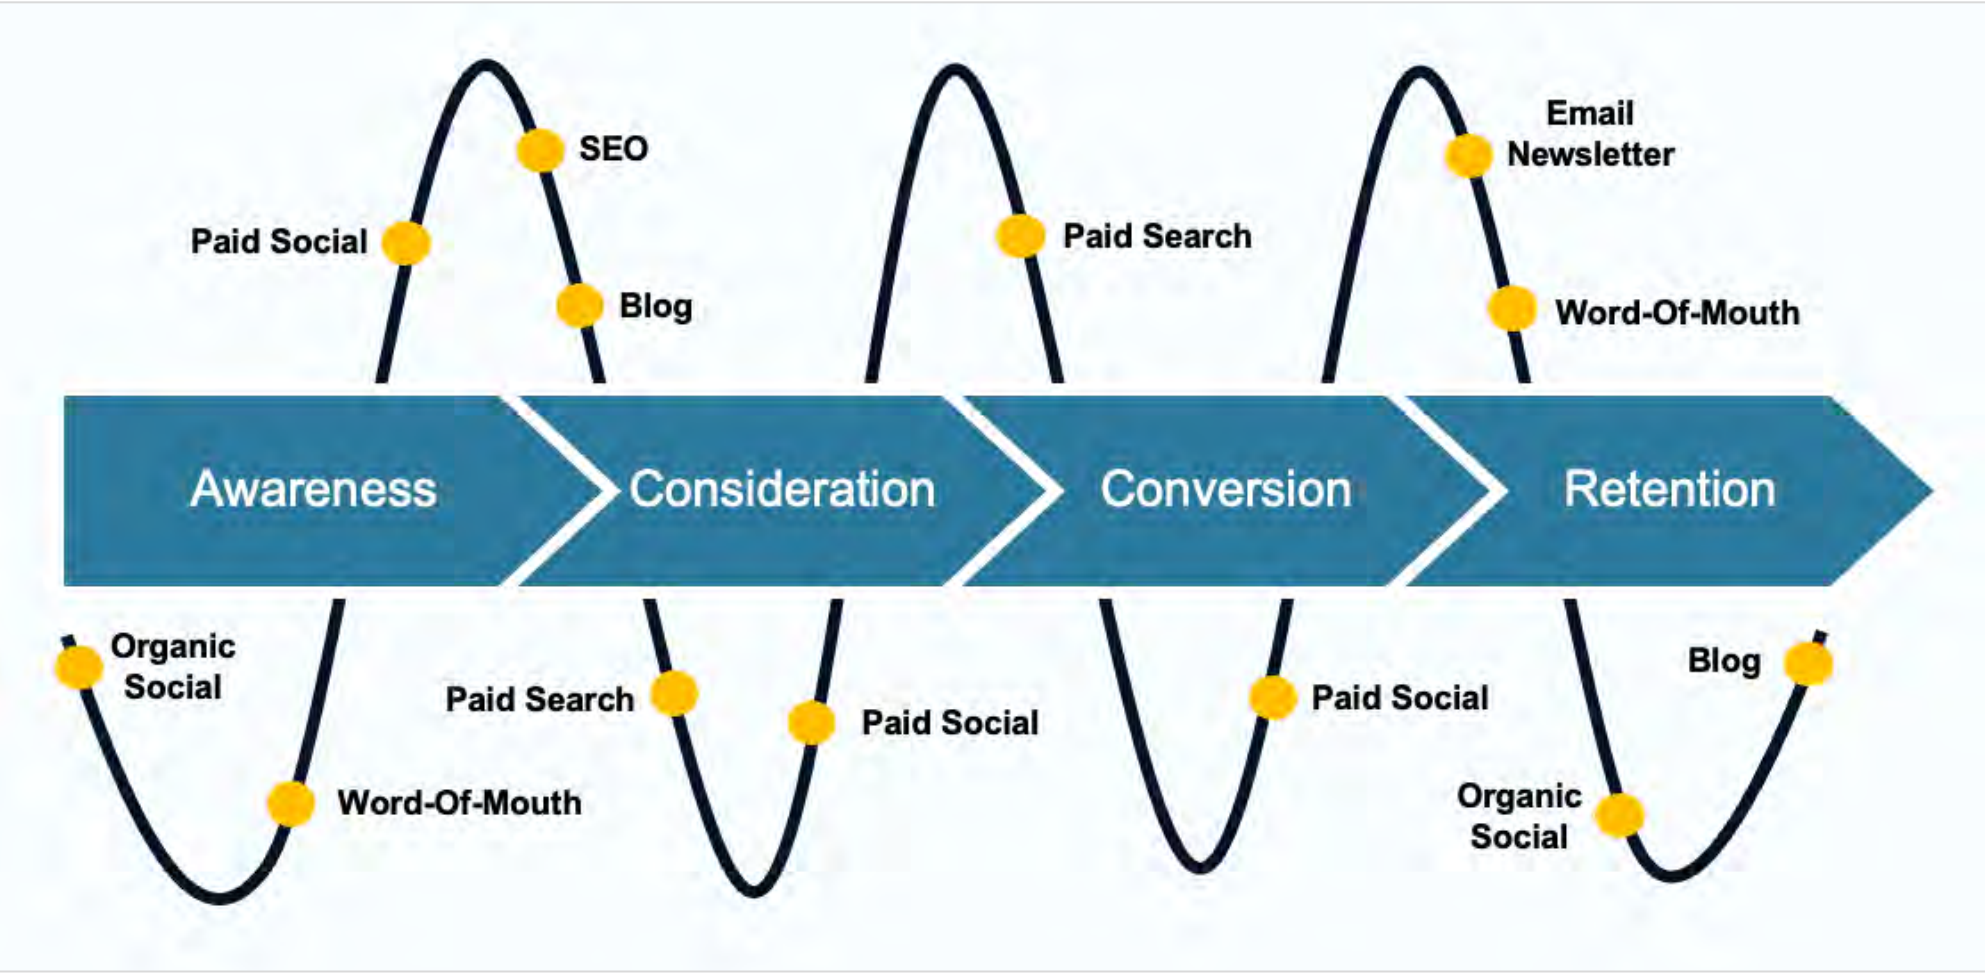 SEO
Paid Social
Blog
Paid Search
Email
Newsletter
Word-Of-Mouth
Awareness
Consideration
Conversion
Retention
Organic
Social
Word-Of-Mouth
Paid Search
Paid Social
Paid Social
Organic
Social
Blog